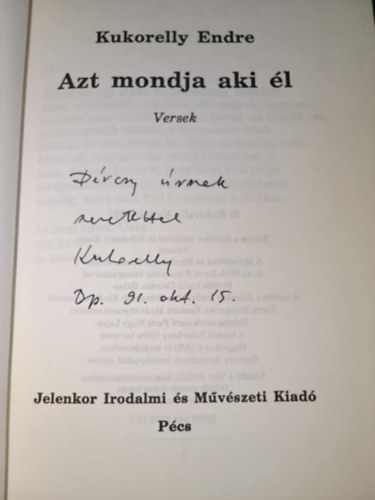 Kukorelly Endre
Azt mondja aki él
Versek
úrnak
szeretettel
Kukorelly
Bp. 91. okt. 15.
Jelenkor Irodalmi és Művészeti Kiadó
Pécs